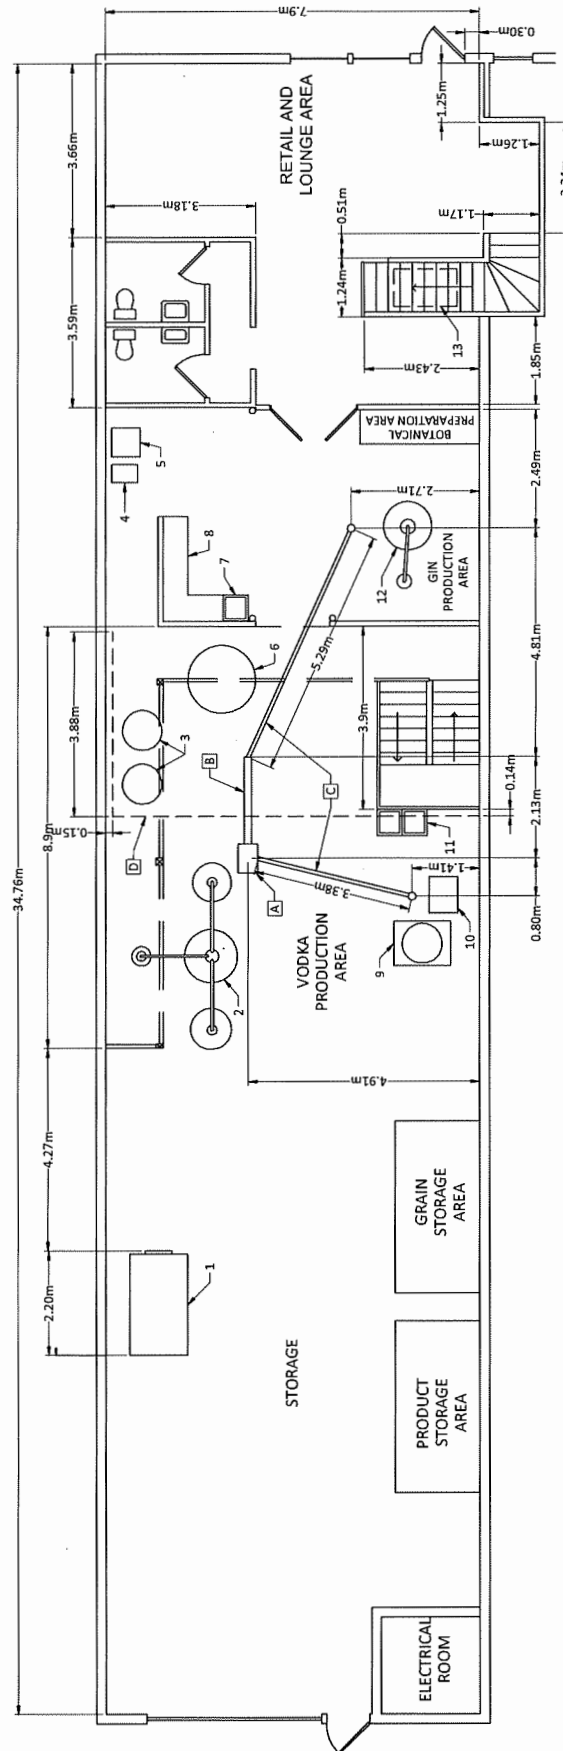 34.76m
7.9m
0.30m
3.66m
3.59m
3.18m
RETAIL AND
LOUNGE AREA
1.25m
1.26m
1.17m
0.51m
1.24m
13
2.43m
1.85m
5
4
BOTANICAL
PREPARATION AREA
2.49m
2.71m
8
7
12
GIN
PRODUCTION
AREA
4.81m
8.9m
3.88m
0.15m
6
3
5.29m
3.9m
B
C
D
A
0.14m
2.13m
11
3.38m
1.41m
10
0.80m
9
2
VODKA
PRODUCTION
AREA
4.91m
4.27m
2.20m
1
GRAIN
STORAGE
AREA
STORAGE
PRODUCT
STORAGE
AREA
ELECTRICAL
ROOM